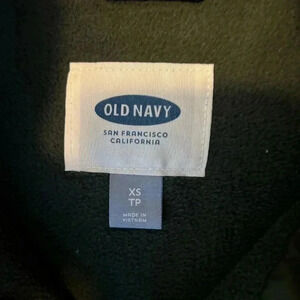 OLD NAVY
SAN FRANCISCO
CALIFORNIA
XS
TP
MADE IN
VIETNAM